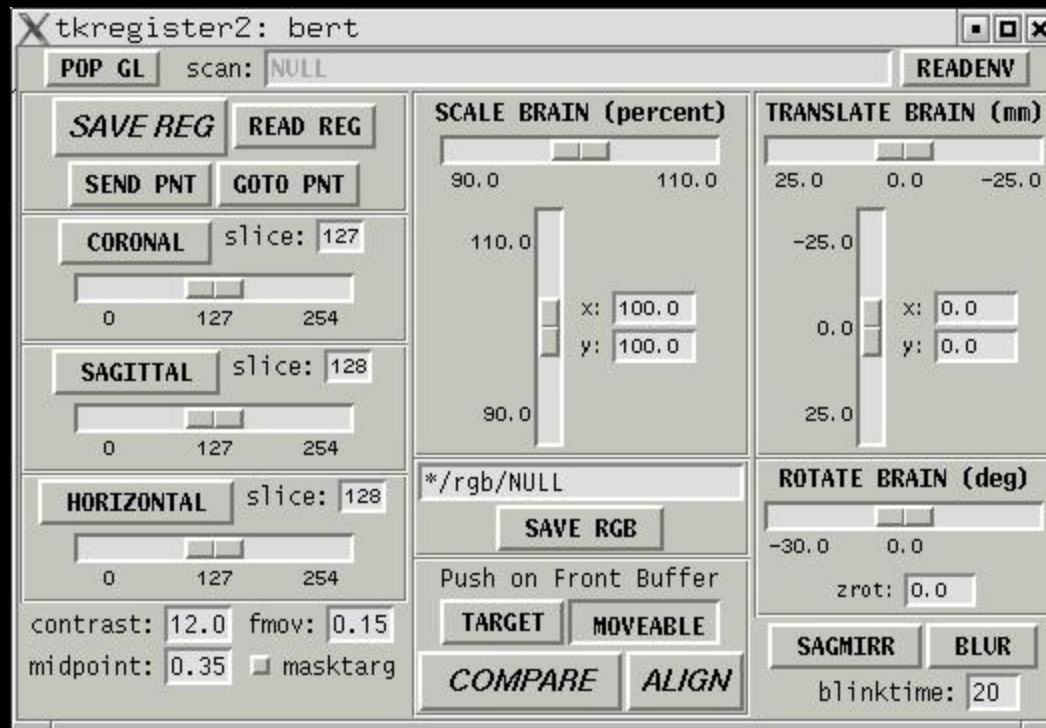 tkregister2: bert
POP GL scan: NULL READENV
SAVE REG READ REG
SEND PNT GOTO PNT
CORONAL slice: 127
0 127 254
SAGITTAL slice: 128
0 127 254
HORIZONTAL slice: 128
0 127 254
contrast: 12.0 fmov: 0.15
midpoint: 0.35 masktarg
SCALE BRAIN (percent)
90.0 110.0
110.0
x: 100.0
y: 100.0
90.0
*/rgb/NULL
SAVE RGB
Push on Front Buffer
TARGET MOVEABLE
COMPARE ALIGN
TRANSLATE BRAIN (mm)
25.0 0.0 -25.0
-25.0
x: 0.0
0.0
y: 0.0
25.0
ROTATE BRAIN (deg)
-30.0 0.0
zrot: 0.0
SAGMIRR BLUR
blinktime: 20